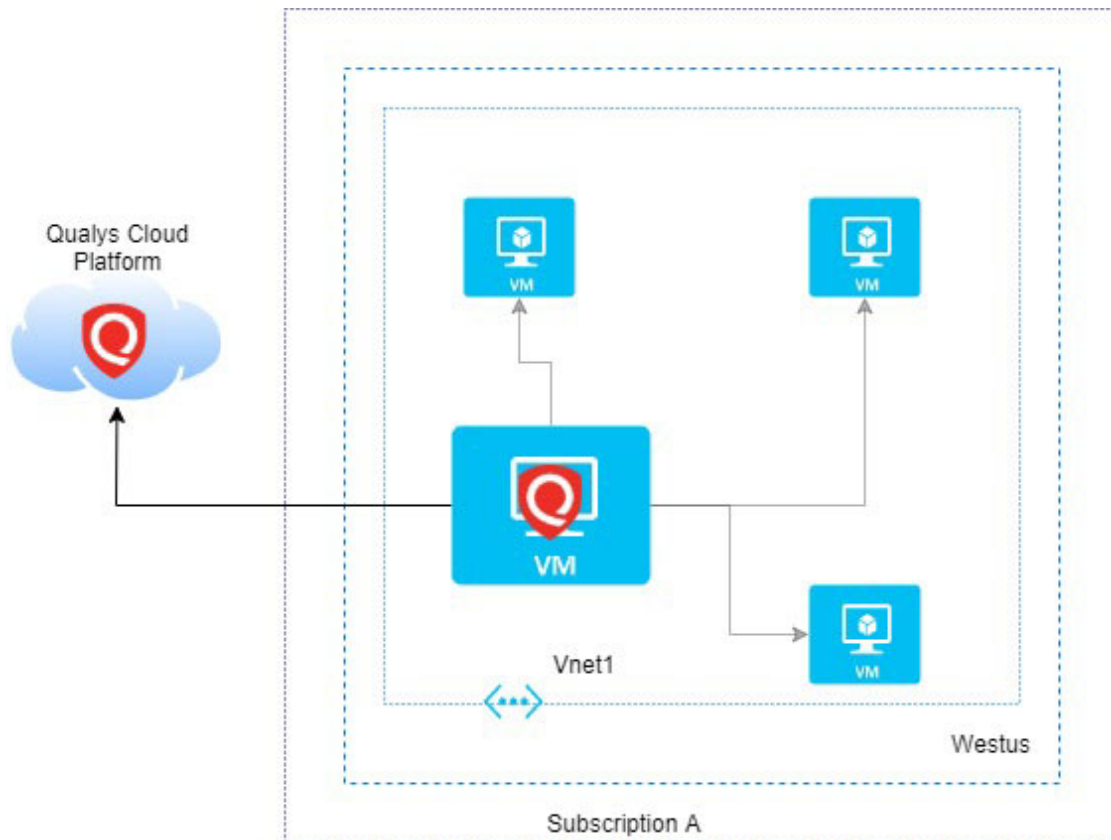 Qualys Cloud
Platform
VM
VM
VM
VM
Vnet1
Westus
Subscription A